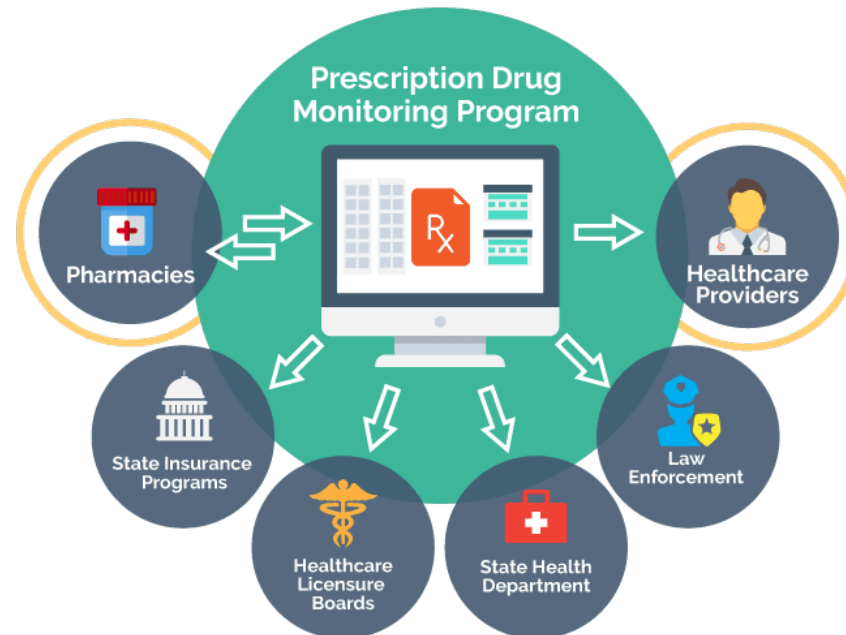 Prescription Drug
Monitoring Program
Rx
Pharmacies
Healthcare
Providers
State Insurance
Programs
Law
Enforcement
Healthcare
Licensure
Boards
State Health
Department